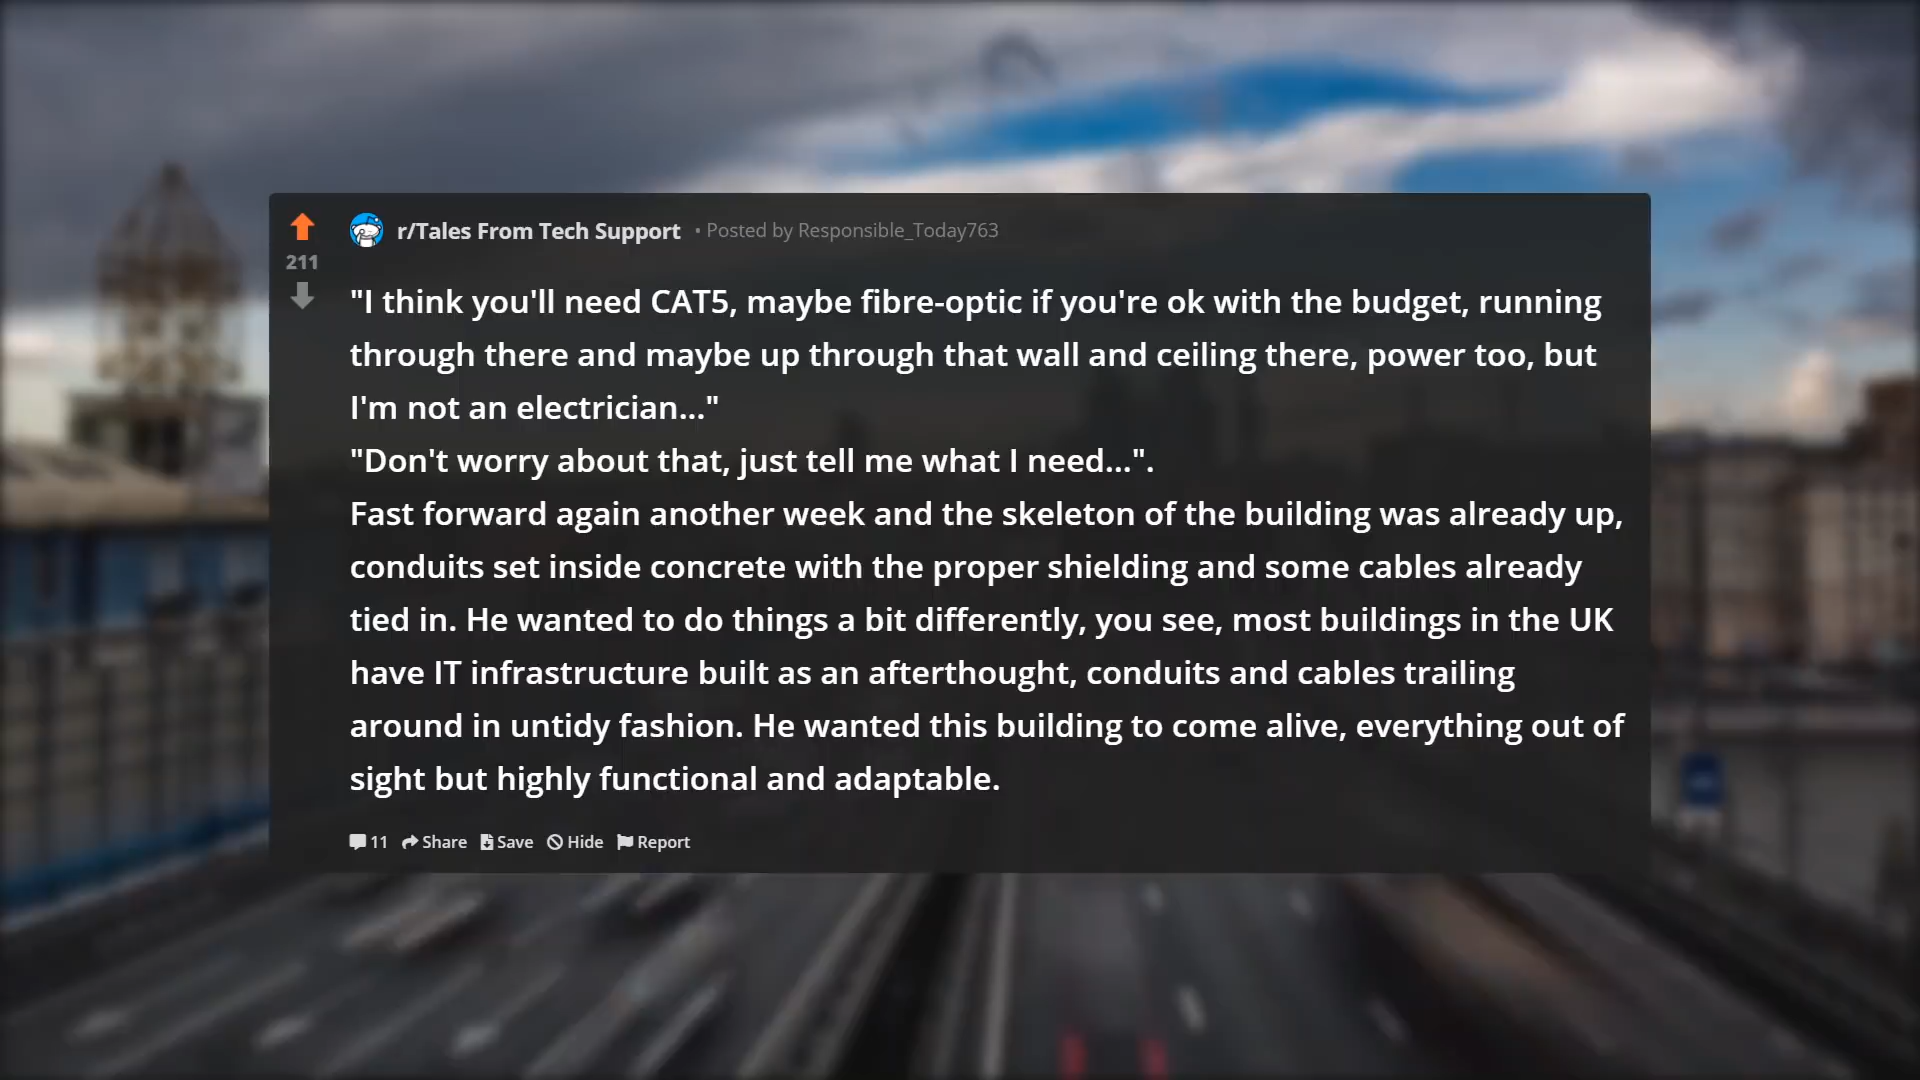 r/Tales From Tech Support • Posted by Responsible_Today763
211
"I think you'll need CAT5, maybe fibre-optic if you're ok with the budget, running
through there and maybe up through that wall and ceiling there, power too, but
I'm not an electrician..."
"Don't worry about that, just tell me what I need...".
Fast forward again another week and the skeleton of the building was already up,
conduits set inside concrete with the proper shielding and some cables already
tied in. He wanted to do things a bit differently, you see, most buildings in the UK
have IT infrastructure built as an afterthought, conduits and cables trailing
around in untidy fashion. He wanted this building to come alive, everything out of
sight but highly functional and adaptable.
11 Share Save Hide Report